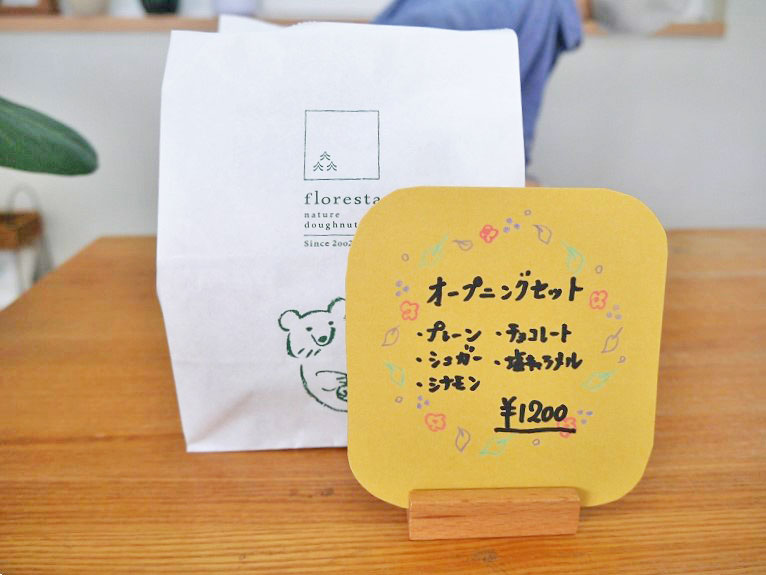 floresta
nature
doughnut
Since 2002
オープニングセット
・プレーン ・チョコレート
・シュガー ・塩キャラメル
・シナモン
¥1200